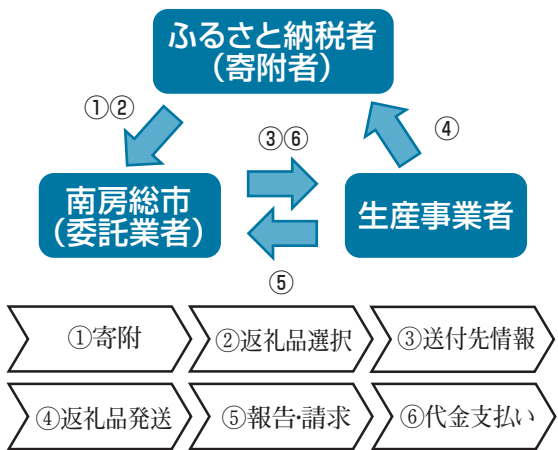 ふるさと納税者
（寄附者）
①②
③⑥
④
南房総市
（委託業者）
生産事業者
⑤
①寄附
②返礼品選択
③送付先情報
④返礼品発送
⑤報告・請求
⑥代金支払い